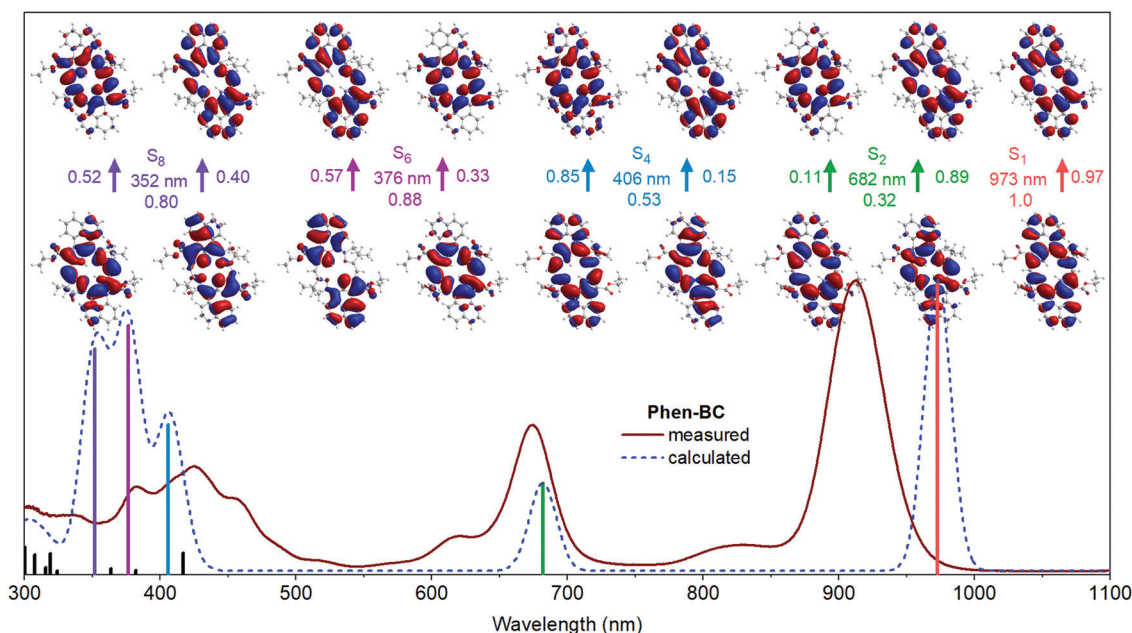 S8
0.52 352 nm 0.40
0.80
S6
0.57 376 nm 0.33
0.88
S4
0.85 406 nm 0.15
0.53
S2
0.11 682 nm 0.89
0.32
S1
973 nm 0.97
1.0
Phen-BC
measured
calculated
300 400 500 600 700 800 900 1000 1100
Wavelength (nm)